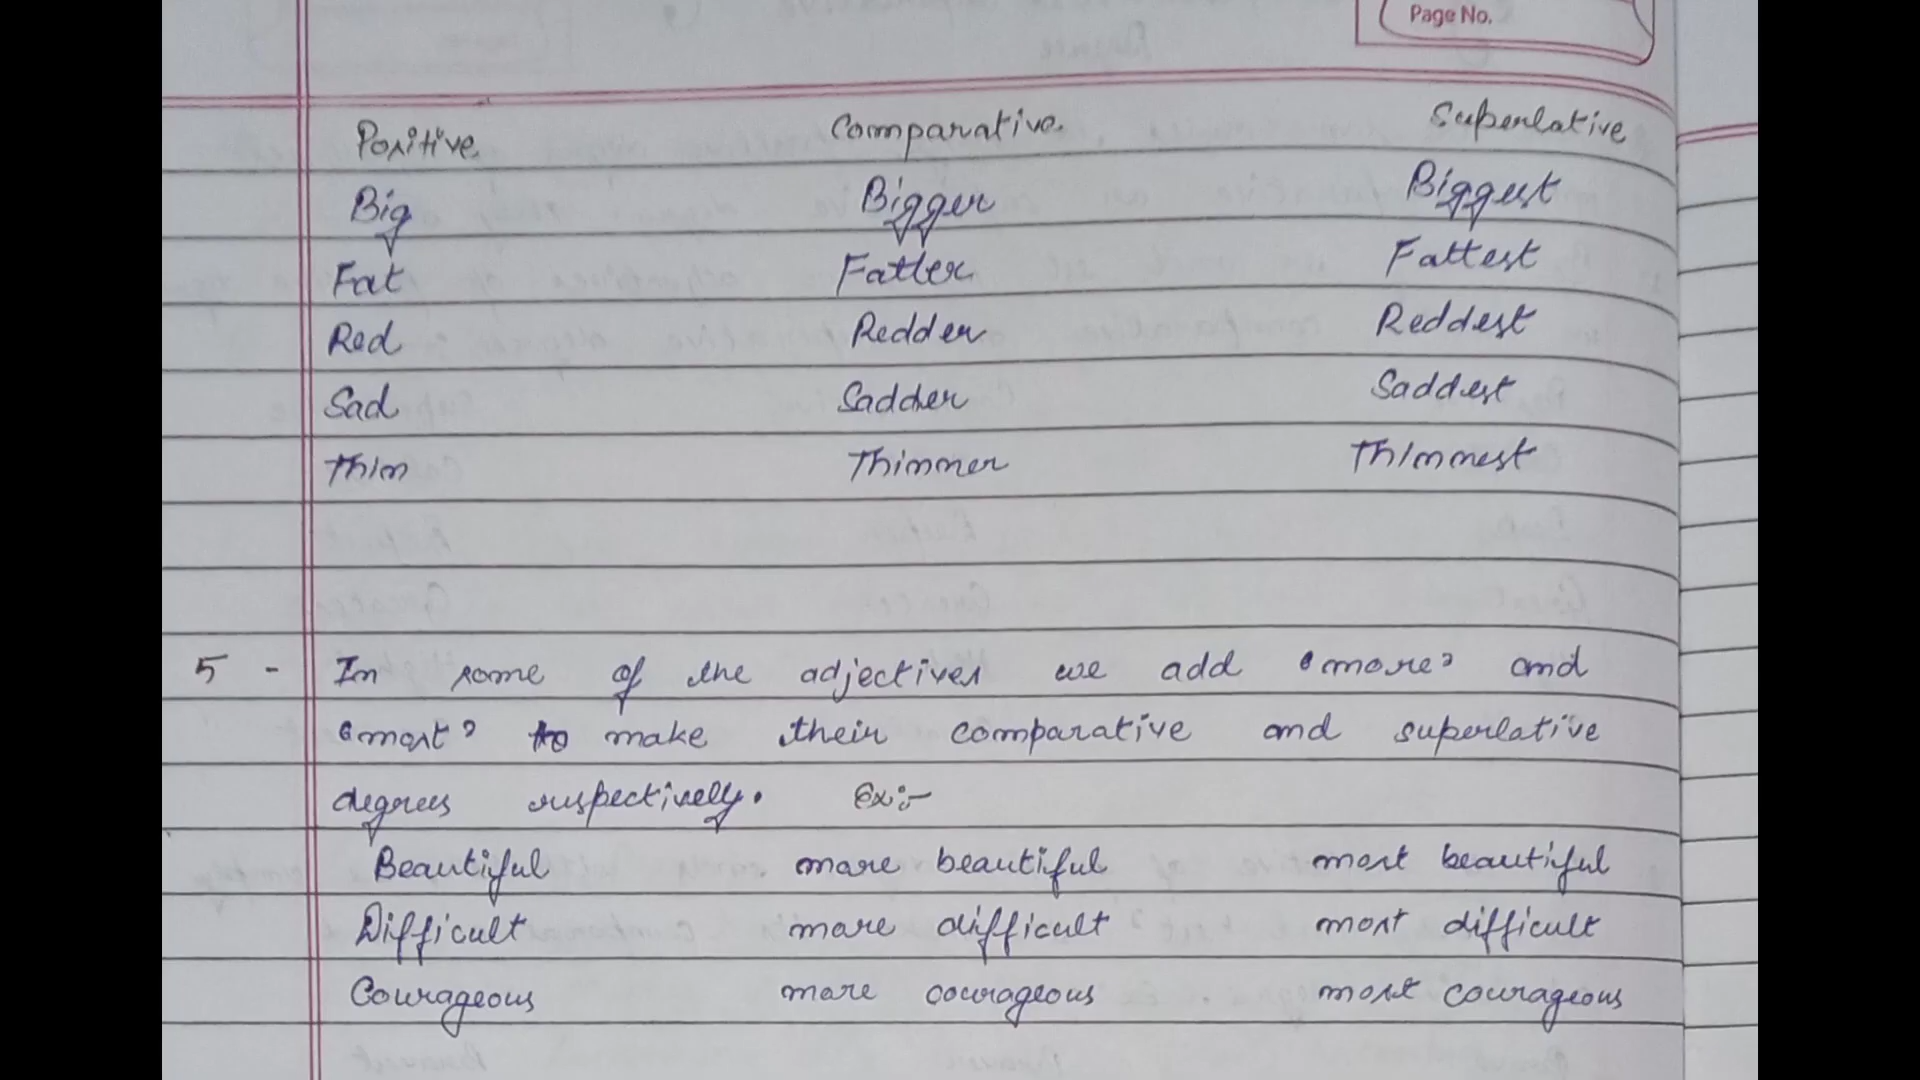 Page No.
Positive Comparative Superlative
Big Bigger Biggest
Fat Fatter Fattest
Red Redder Reddest
Sad Sadder Saddest
Thin Thinner Thinnest
5 - In some of the adjectives we add "more" and
"most" to make their comparative and superlative
degrees respectively. Ex:-
Beautiful more beautiful most beautiful
Difficult more difficult most difficult
Courageous more courageous most courageous